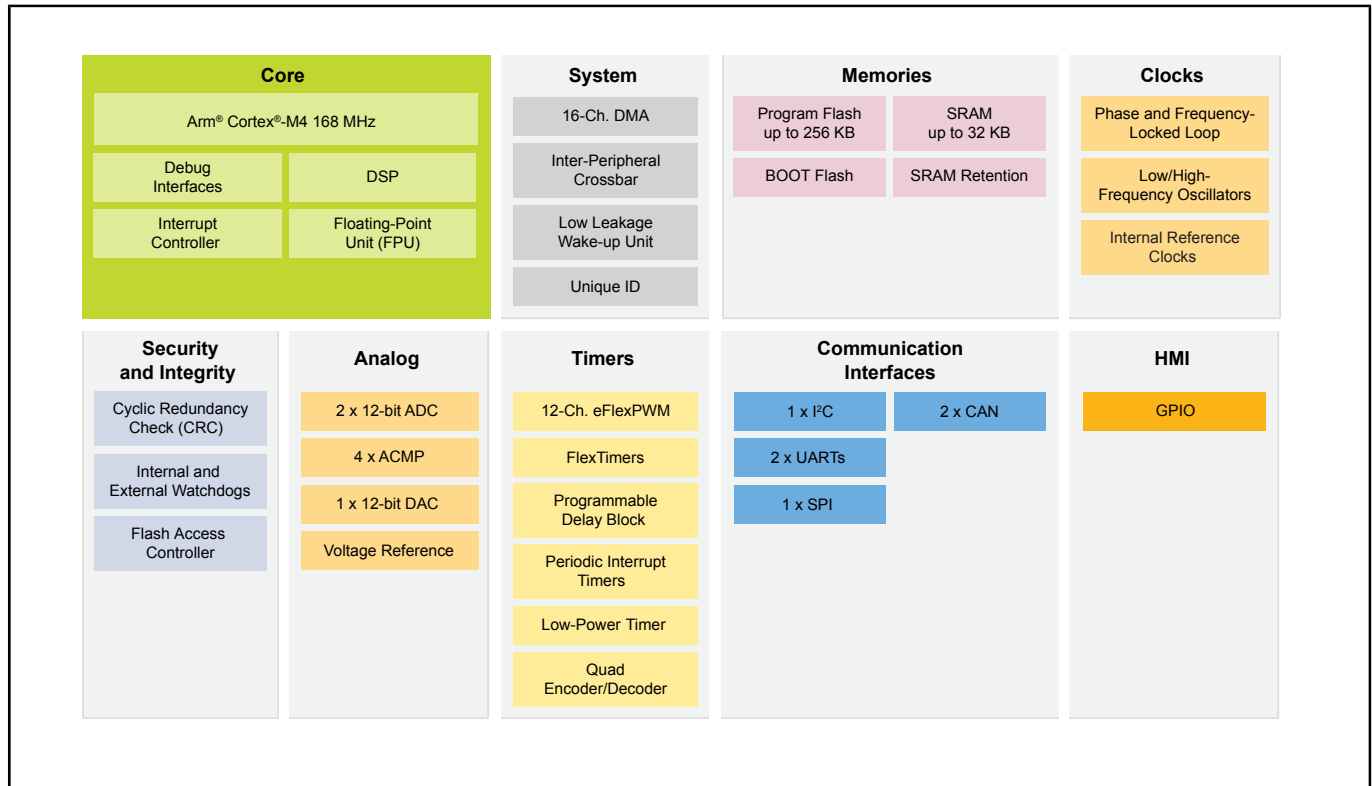 Core
Arm® Cortex®-M4 168 MHz
Debug
Interfaces
DSP
Interrupt
Controller
Floating-Point
Unit (FPU)
System
16-Ch. DMA
Inter-Peripheral
Crossbar
Low Leakage
Wake-up Unit
Unique ID
Memories
Program Flash
up to 256 KB
SRAM
up to 32 KB
BOOT Flash
SRAM Retention
Clocks
Phase and Frequency-
Locked Loop
Low/High-
Frequency Oscillators
Internal Reference
Clocks
Security
and Integrity
Cyclic Redundancy
Check (CRC)
Internal and
External Watchdogs
Flash Access
Controller
Analog
2 x 12-bit ADC
4 x ACMP
1 x 12-bit DAC
Voltage Reference
Timers
12-Ch. eFlexPWM
FlexTimers
Programmable
Delay Block
Periodic Interrupt
Timers
Low-Power Timer
Quad
Encoder/Decoder
Communication
Interfaces
1 x I²C
2 x CAN
2 x UARTs
1 x SPI
HMI
GPIO